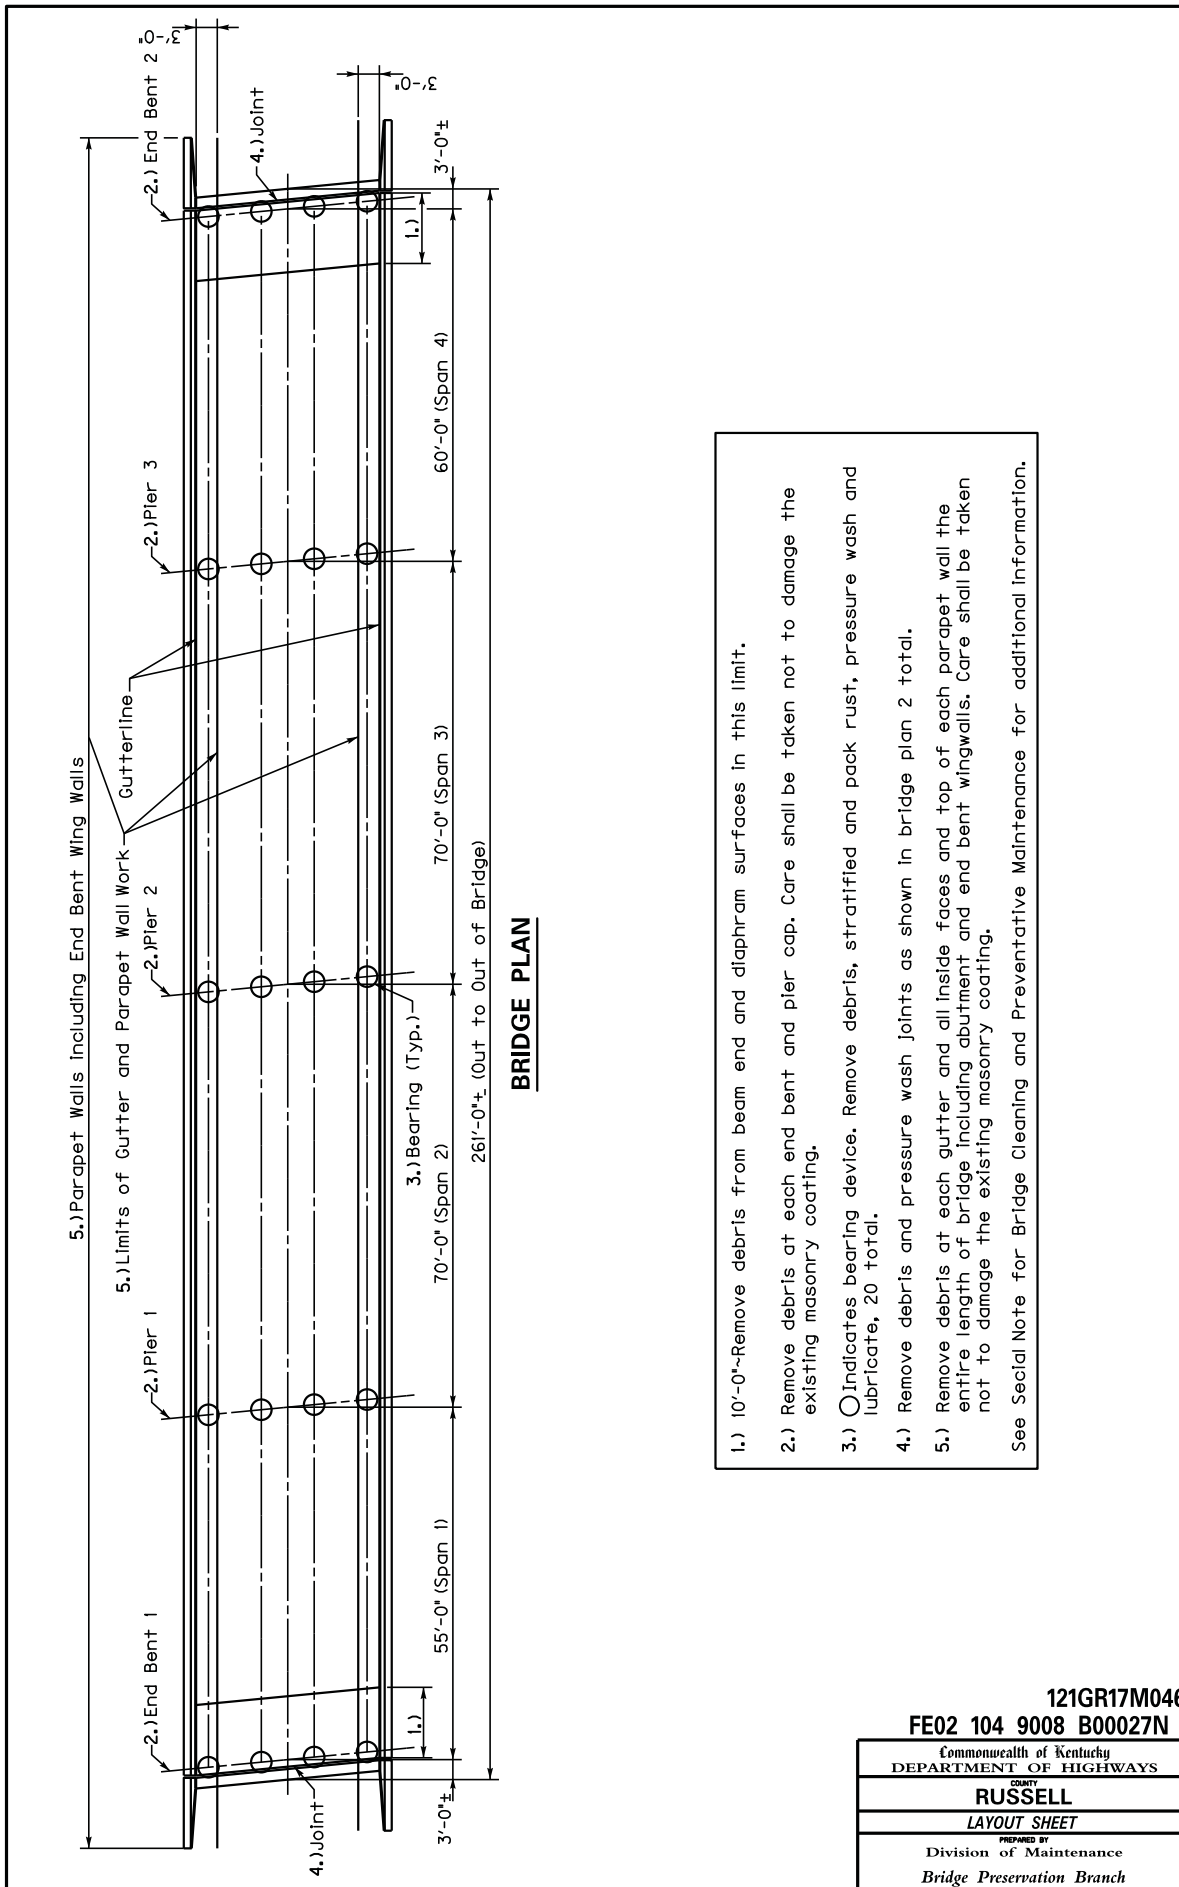 5.)Parapet Walls including End Bent Wing Walls
5.)Limits of Gutter and Parapet Wall Work
Gutterline
2.)End Bent 1
2.)Pier 1
2.)Pier 2
2.)Pier 3
2.)End Bent 2
3'-0"
3'-0"
4.)Joint
4.)Joint
1.)
1.)
3.)Bearing (Typ.)
3'-0"±
55'-0" (Span 1)
70'-0" (Span 2)
70'-0" (Span 3)
60'-0" (Span 4)
3'-0"±
261'-0"± (Out to Out of Bridge)
BRIDGE PLAN
1.) 10'-0"~Remove debris from beam end and diaphram surfaces in this limit.
2.) Remove debris at each end bent and pier cap. Care shall be taken not to damage the
existing masonry coating.
3.) Indicates bearing device. Remove debris, stratified and pack rust, pressure wash and
lubricate, 20 total.
4.) Remove debris and pressure wash joints as shown in bridge plan 2 total.
5.) Remove debris at each gutter and all inside faces and top of each parapet wall the
entire length of bridge including abutment and end bent wingwalls. Care shall be taken
not to damage the existing masonry coating.
See Secial Note for Bridge Cleaning and Preventative Maintenance for additional information.
121GR17M046
FE02 104 9008 B00027N
Commonwealth of Kentucky
DEPARTMENT OF HIGHWAYS
COUNTY
RUSSELL
LAYOUT SHEET
PREPARED BY
Division of Maintenance
Bridge Preservation Branch